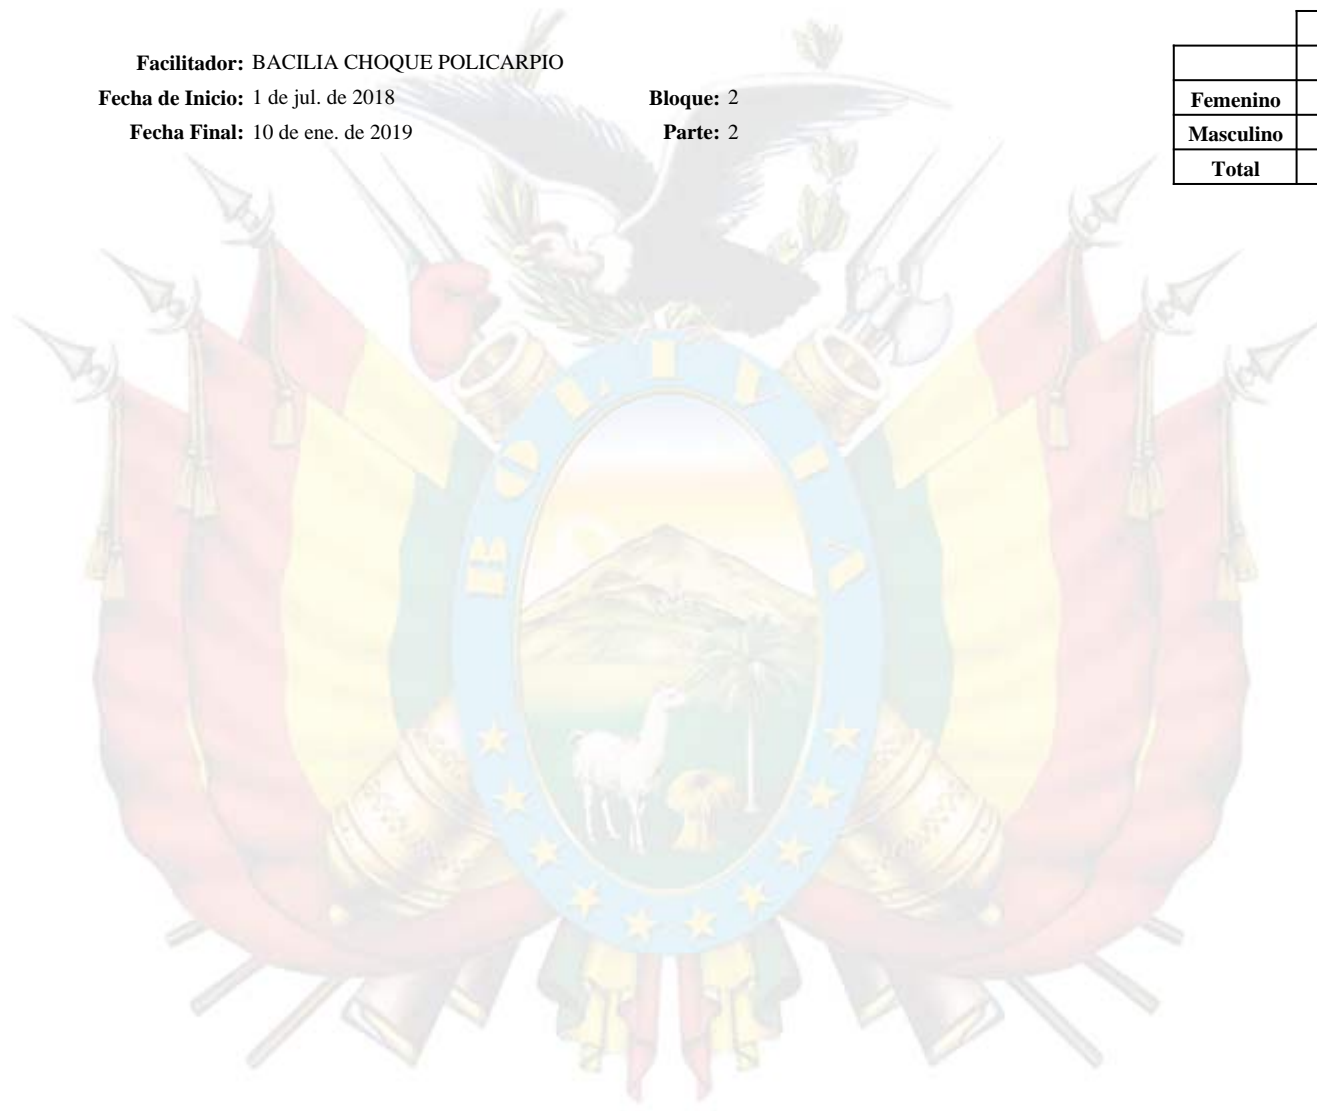 Facilitador: BACILIA CHOQUE POLICARPIO
Fecha de Inicio: 1 de jul. de 2018 Bloque: 2
Fecha Final: 10 de ene. de 2019 Parte: 2
Femenino
Masculino
Total
BOLIVIA